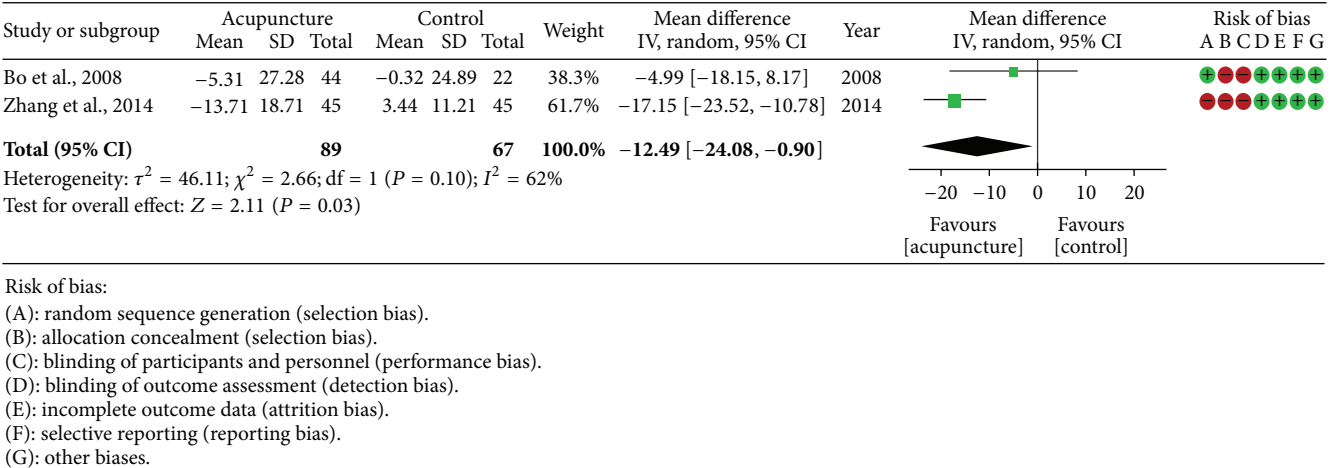 Study or subgroup Acupuncture Control Weight Mean difference Year Mean difference Risk of bias
Mean SD Total Mean SD Total IV, random, 95% CI IV, random, 95% CI A B C D E F G
Bo et al., 2008 −5.31 27.28 44 −0.32 24.89 22 38.3% −4.99 [−18.15, 8.17] 2008 + − − + + + +
Zhang et al., 2014 −13.71 18.71 45 3.44 11.21 45 61.7% −17.15 [−23.52, −10.78] 2014 − − − + + + +
Total (95% CI) 89 67 100.0% −12.49 [−24.08, −0.90]
Heterogeneity: τ² = 46.11; χ² = 2.66; df = 1 (P = 0.10); I² = 62%
Test for overall effect: Z = 2.11 (P = 0.03)
−20 −10 0 10 20
Favours Favours
[acupuncture] [control]
Risk of bias:
(A): random sequence generation (selection bias).
(B): allocation concealment (selection bias).
(C): blinding of participants and personnel (performance bias).
(D): blinding of outcome assessment (detection bias).
(E): incomplete outcome data (attrition bias).
(F): selective reporting (reporting bias).
(G): other biases.